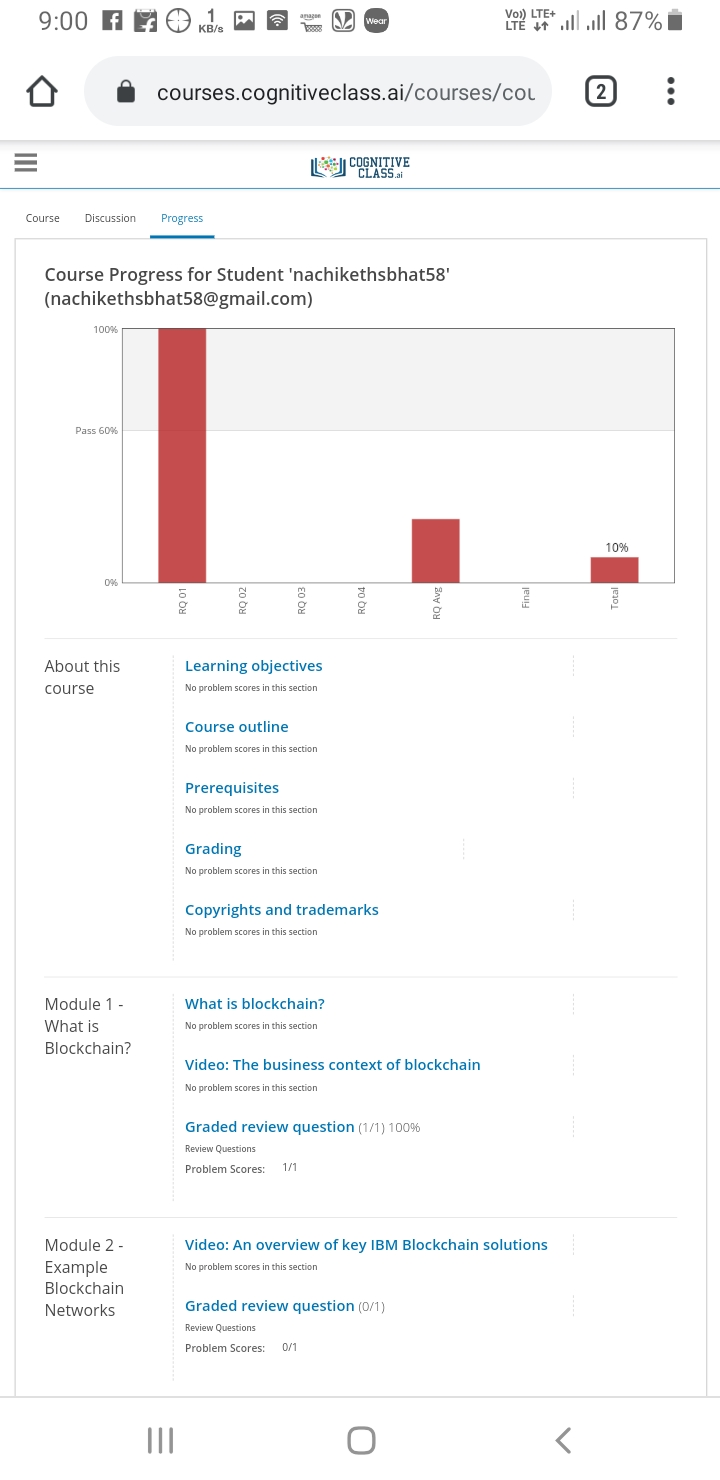 9:00
1
KB/s
amazon
Wear
Vo) LTE+
LTE
87%
courses.cognitiveclass.ai/courses/cou
2
COGNITIVE
CLASS.ai
Course Discussion Progress
Course Progress for Student 'nachikethsbhat58'
(nachikethsbhat58@gmail.com)
100%
Pass 60%
10%
0%
RQ 01 RQ 02 RQ 03 RQ 04 RQ Avg Final Total
About this
course
Learning objectives
No problem scores in this section
Course outline
No problem scores in this section
Prerequisites
No problem scores in this section
Grading
No problem scores in this section
Copyrights and trademarks
No problem scores in this section
Module 1 -
What is
Blockchain?
What is blockchain?
No problem scores in this section
Video: The business context of blockchain
No problem scores in this section
Graded review question (1/1) 100%
Review Questions
Problem Scores: 1/1
Module 2 -
Example
Blockchain
Networks
Video: An overview of key IBM Blockchain solutions
No problem scores in this section
Graded review question (0/1)
Review Questions
Problem Scores: 0/1